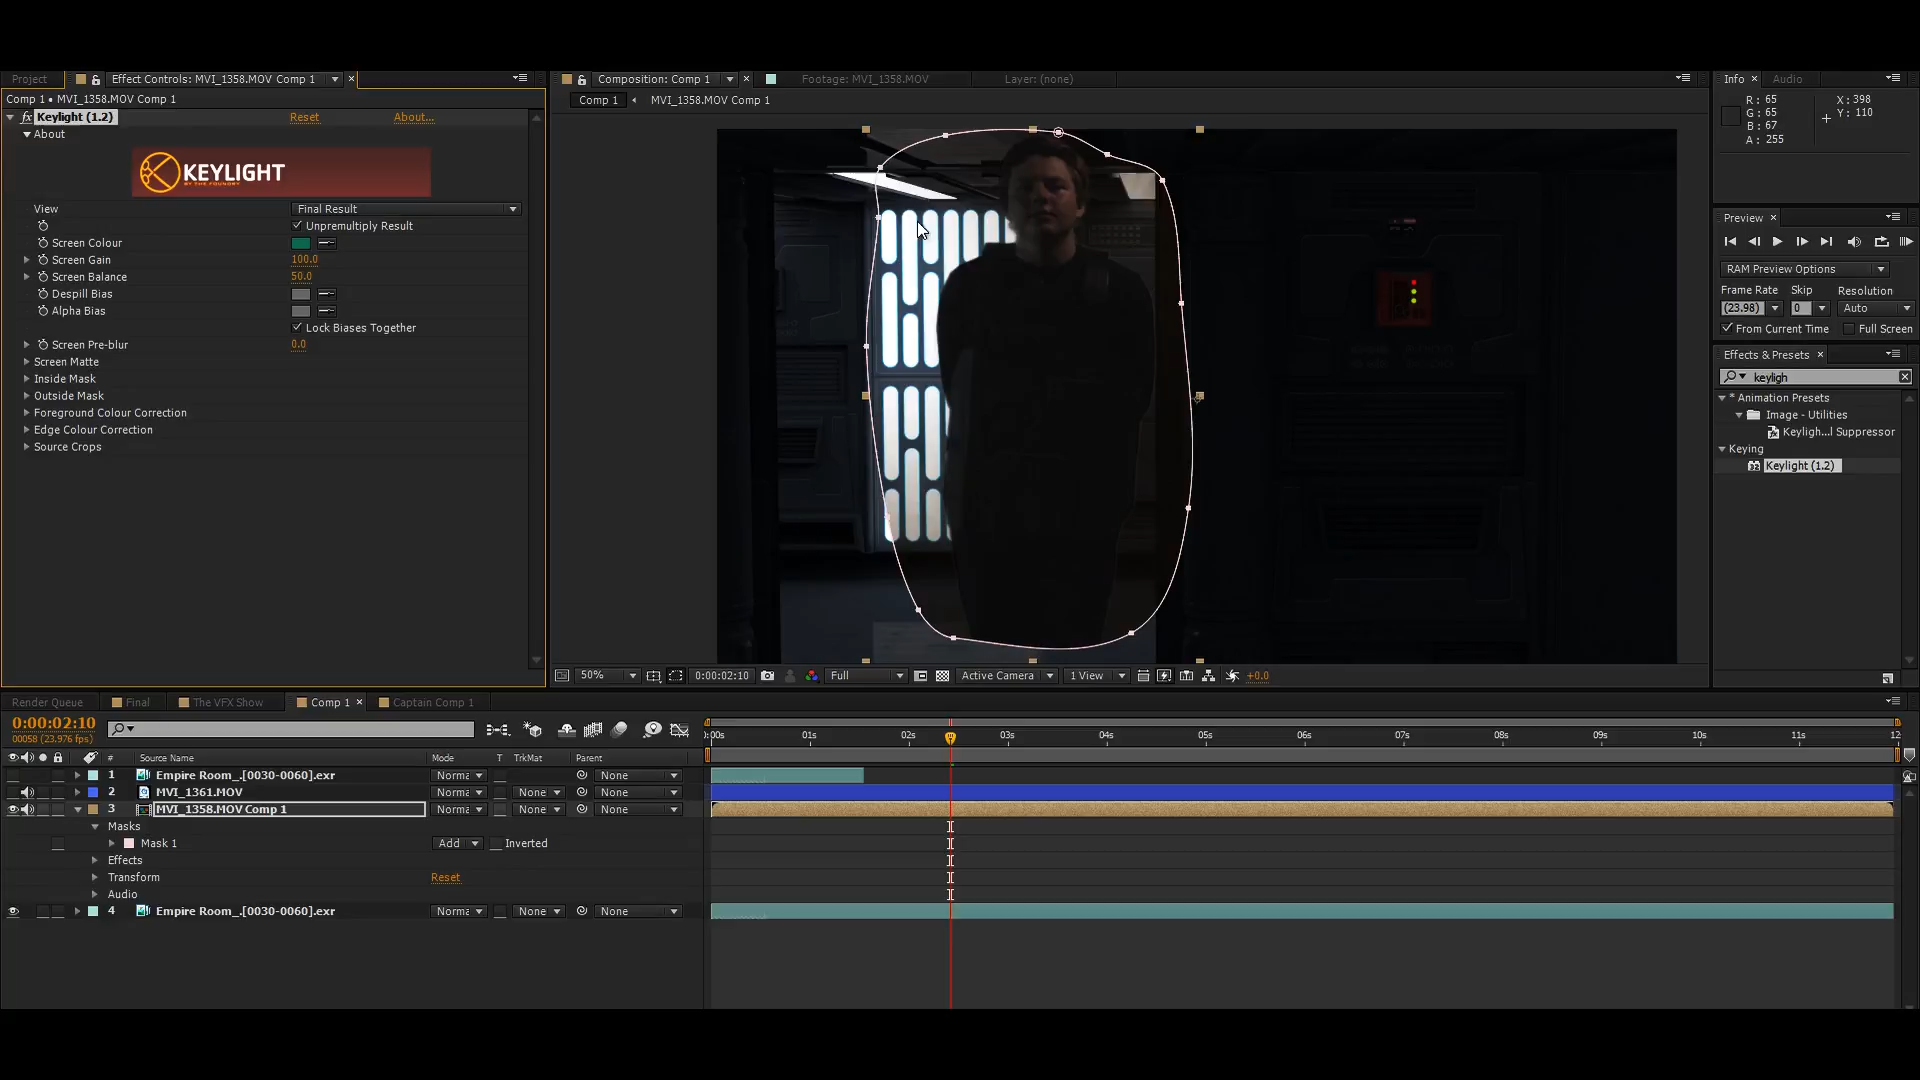 Project
Effect Controls: MVI_1358.MOV Comp 1
Comp 1 • MVI_1358.MOV Comp 1
fx Keylight (1.2) Reset About...
About
KEYLIGHT
BY THE FOUNDRY
View Final Result
Unpremultiply Result
Screen Colour
Screen Gain 100.0
Screen Balance 50.0
Despill Bias
Alpha Bias
Lock Biases Together
Screen Pre-blur 0.0
Screen Matte
Inside Mask
Outside Mask
Foreground Colour Correction
Edge Colour Correction
Source Crops
Composition: Comp 1 Footage: MVI_1358.MOV Layer: (none)
Comp 1 MVI_1358.MOV Comp 1
50% 0:00:02:10 Full Active Camera 1 View +0.0
Info Audio
R: 65 X: 398
G: 65 Y: 110
B: 67
A: 255
Preview
RAM Preview Options
Frame Rate Skip Resolution
(23.98) 0 Auto
From Current Time Full Screen
Effects & Presets
keyligh
* Animation Presets
Image - Utilities
Keyligh...l Suppressor
Keying
Keylight (1.2)
Render Queue Final The VFX Show Comp 1 Captain Comp 1
0:00:02:10
00058 (23.976 fps)
:00s 01s 02s 03s 04s 05s 06s 07s 08s 09s 10s 11s 12
# Source Name Mode T TrkMat Parent
1 Empire Room_.[0030-0060].exr Norma None
2 MVI_1361.MOV Norma None None
3 MVI_1358.MOV Comp 1 Norma None None
Masks
Mask 1 Add Inverted
Effects
Transform Reset
Audio
4 Empire Room_.[0030-0060].exr Norma None None